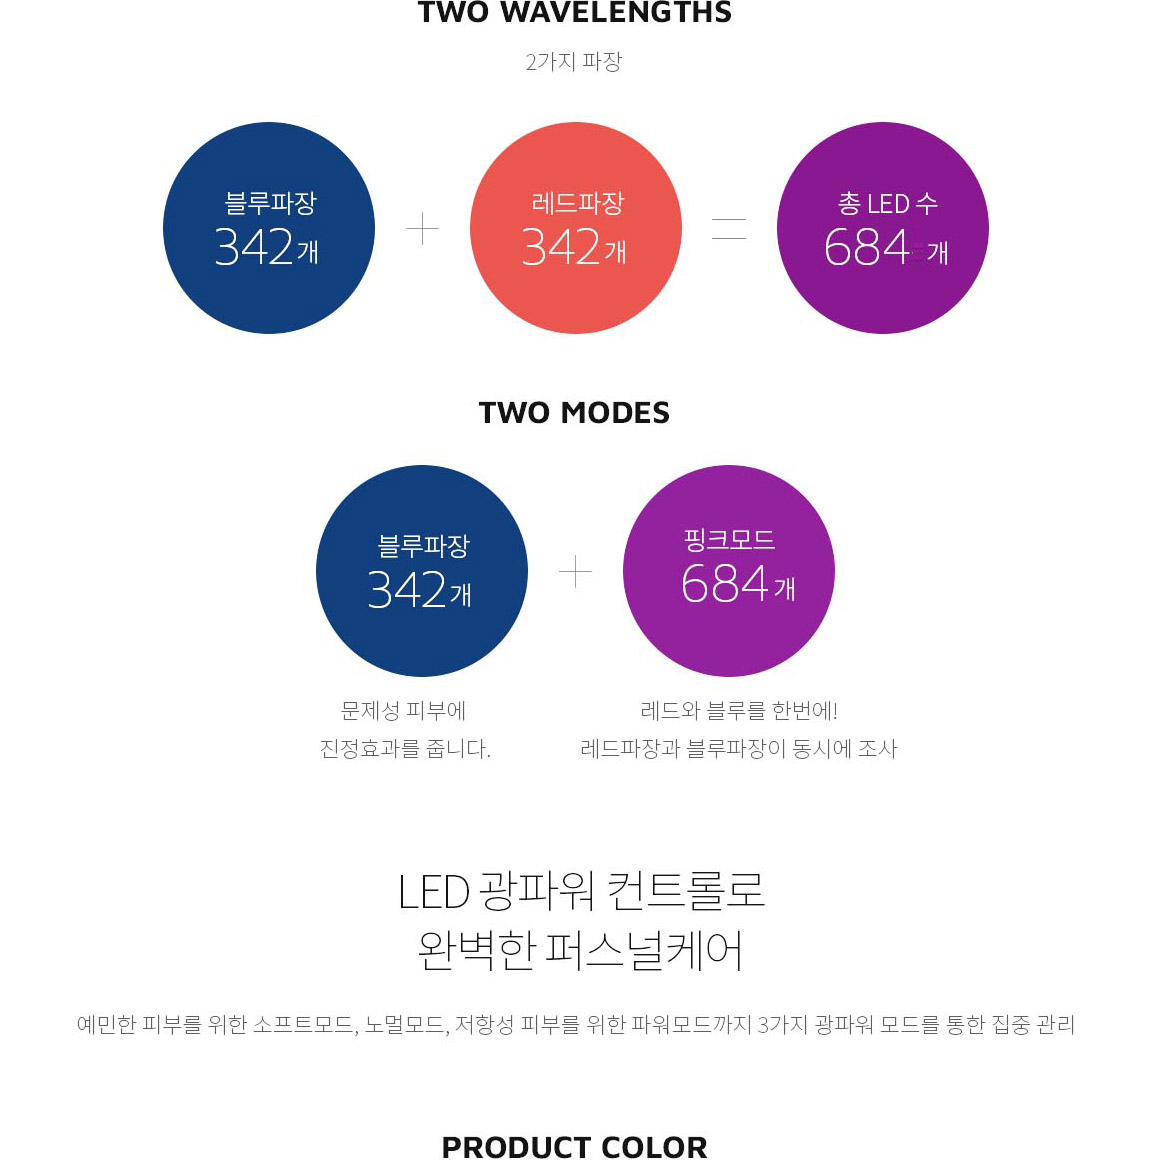 TWO WAVELENGTHS
2가지 파장
블루파장
342개
+
레드파장
342개
=
총 LED 수
684개
TWO MODES
블루파장
342개
+
핑크모드
684개
문제성 피부에
진정효과를 줍니다.
레드와 블루를 한번에!
레드파장과 블루파장이 동시에 조사
LED 광파워 컨트롤로
완벽한 퍼스널케어
예민한 피부를 위한 소프트모드, 노멀모드, 저항성 피부를 위한 파워모드까지 3가지 광파워 모드를 통한 집중 관리
PRODUCT COLOR